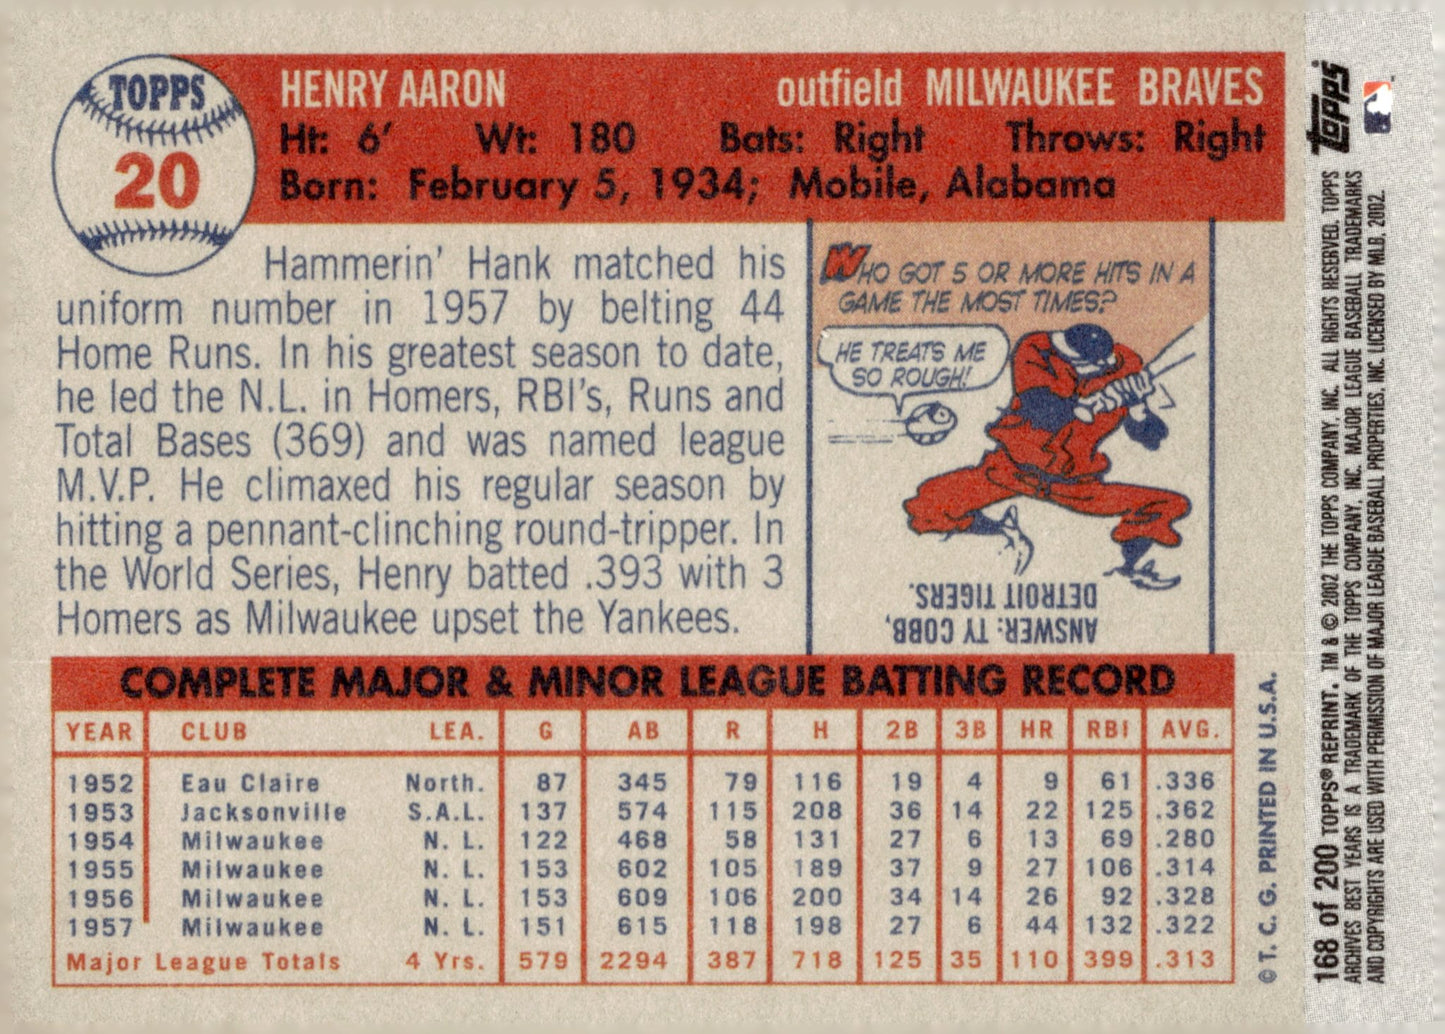 TOPPS
20
HENRY AARON outfield MILWAUKEE BRAVES
Ht: 6' Wt: 180 Bats: Right Throws: Right
Born: February 5, 1934; Mobile, Alabama
Hammerin' Hank matched his
uniform number in 1957 by belting 44
Home Runs. In his greatest season to date,
he led the N.L. in Homers, RBI's, Runs and
Total Bases (369) and was named league
M.V.P. He climaxed his regular season by
hitting a pennant-clinching round-tripper. In
the World Series, Henry batted .393 with 3
Homers as Milwaukee upset the Yankees.
WHO GOT 5 OR MORE HITS IN A
GAME THE MOST TIMES?
HE TREATS ME
SO ROUGH!
ANSWER: TY COBB,
DETROIT TIGERS.
COMPLETE MAJOR & MINOR LEAGUE BATTING RECORD
YEAR CLUB LEA. G AB R H 2B 3B HR RBI AVG.
1952 Eau Claire North. 87 345 79 116 19 4 9 61 .336
1953 Jacksonville S.A.L. 137 574 115 208 36 14 22 125 .362
1954 Milwaukee N. L. 122 468 58 131 27 6 13 69 .280
1955 Milwaukee N. L. 153 602 105 189 37 9 27 106 .314
1956 Milwaukee N. L. 153 609 106 200 34 14 26 92 .328
1957 Milwaukee N. L. 151 615 118 198 27 6 44 132 .322
Major League Totals 4 Yrs. 579 2294 387 718 125 35 110 399 .313
© T. C. G. PRINTED IN U.S.A.
Topps
168 of 200 TOPPS® REPRINT. TM & © 2002 THE TOPPS COMPANY, INC. ALL RIGHTS RESERVED. TOPPS
ARCHIVES BEST YEARS IS A TRADEMARK OF THE TOPPS COMPANY, INC. MAJOR LEAGUE BASEBALL TRADEMARKS
AND COPYRIGHTS ARE USED WITH PERMISSION OF MAJOR LEAGUE BASEBALL PROPERTIES, INC. LICENSED BY MLB, 2002.